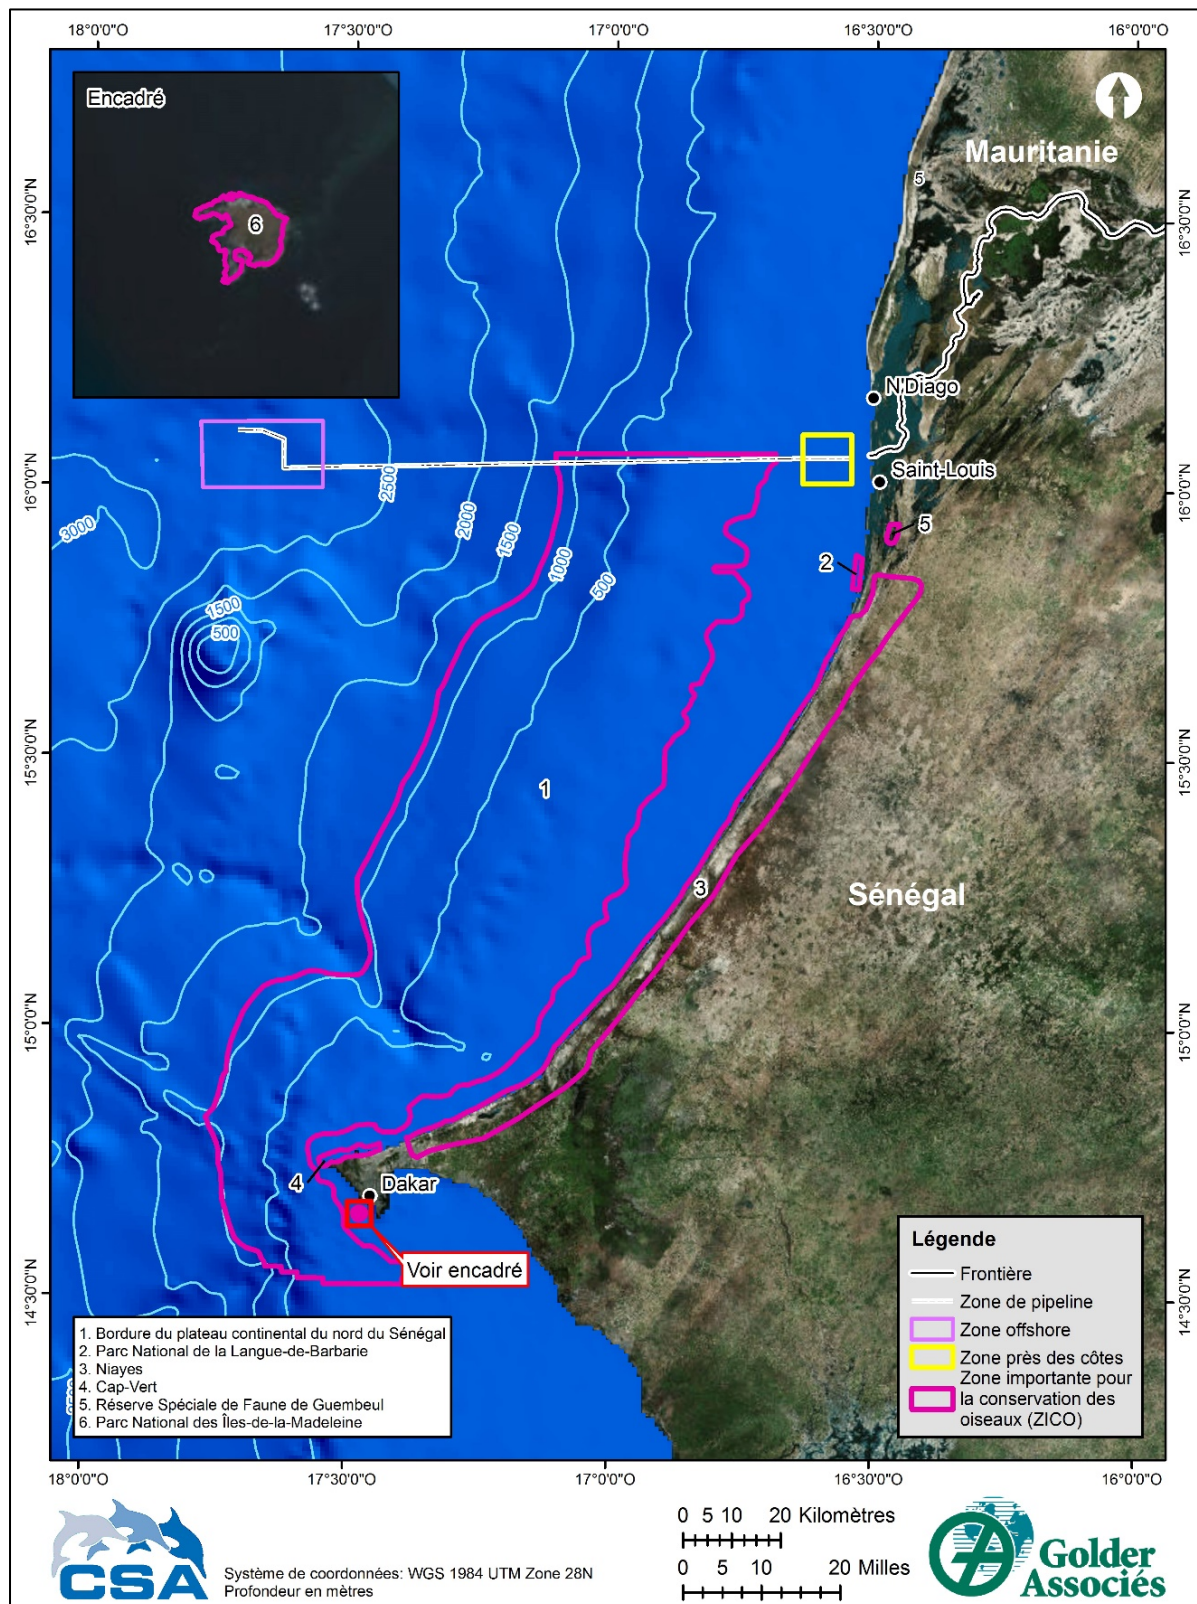 18°0'0"O 17°30'0"O 17°0'0"O 16°30'0"O 16°0'0"O
Encadré
6
Mauritanie
5
16°30'0"N
16°30'0"N
N'Diago
Saint-Louis
16°0'0"N
16°0'0"N
3000
2500
2000
1500
1000
500
1500
500
5
2
15°30'0"N
15°30'0"N
1
3
Sénégal
15°0'0"N
15°0'0"N
4
Dakar
Voir encadré
14°30'0"N
14°30'0"N
Légende
Frontière
Zone de pipeline
Zone offshore
Zone près des côtes
Zone importante pour
la conservation des
oiseaux (ZICO)
1. Bordure du plateau continental du nord du Sénégal
2. Parc National de la Langue-de-Barbarie
3. Niayes
4. Cap-Vert
5. Réserve Spéciale de Faune de Guembeul
6. Parc National des Îles-de-la-Madeleine
18°0'0"O 17°30'0"O 17°0'0"O 16°30'0"O 16°0'0"O
CSA
Système de coordonnées: WGS 1984 UTM Zone 28N
Profondeur en mètres
0 5 10 20 Kilomètres
0 5 10 20 Milles
Golder
Associés